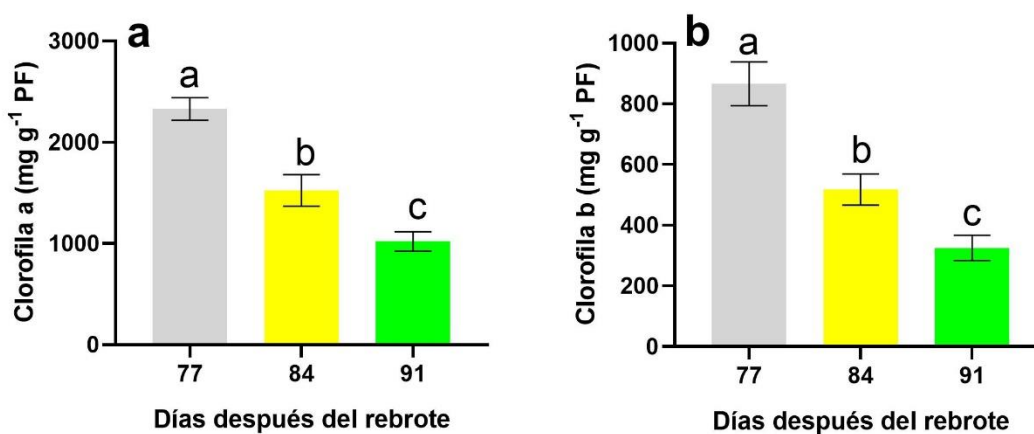 a
3000
2000
1000
0
Clorofila a (mg g⁻¹ PF)
a
b
c
77 84 91
Días después del rebrote
b
1000
800
600
400
200
0
Clorofila b (mg g⁻¹ PF)
a
b
c
77 84 91
Días después del rebrote